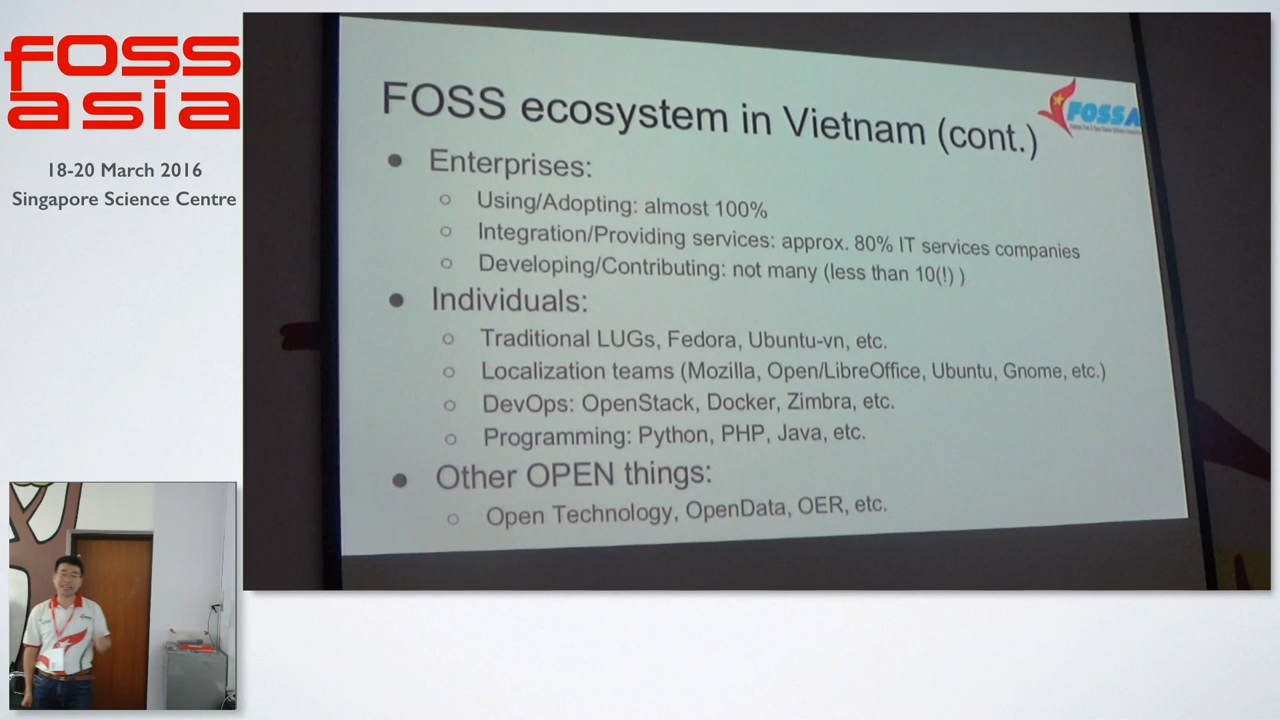 foss
asia
18-20 March 2016
Singapore Science Centre
FOSS ecosystem in Vietnam (cont.)
FOSSA
● Enterprises:
○ Using/Adopting: almost 100%
○ Integration/Providing services: approx. 80% IT services companies
○ Developing/Contributing: not many (less than 10(!) )
● Individuals:
○ Traditional LUGs, Fedora, Ubuntu-vn, etc.
○ Localization teams (Mozilla, Open/LibreOffice, Ubuntu, Gnome, etc.)
○ DevOps: OpenStack, Docker, Zimbra, etc.
○ Programming: Python, PHP, Java, etc.
● Other OPEN things:
○ Open Technology, OpenData, OER, etc.